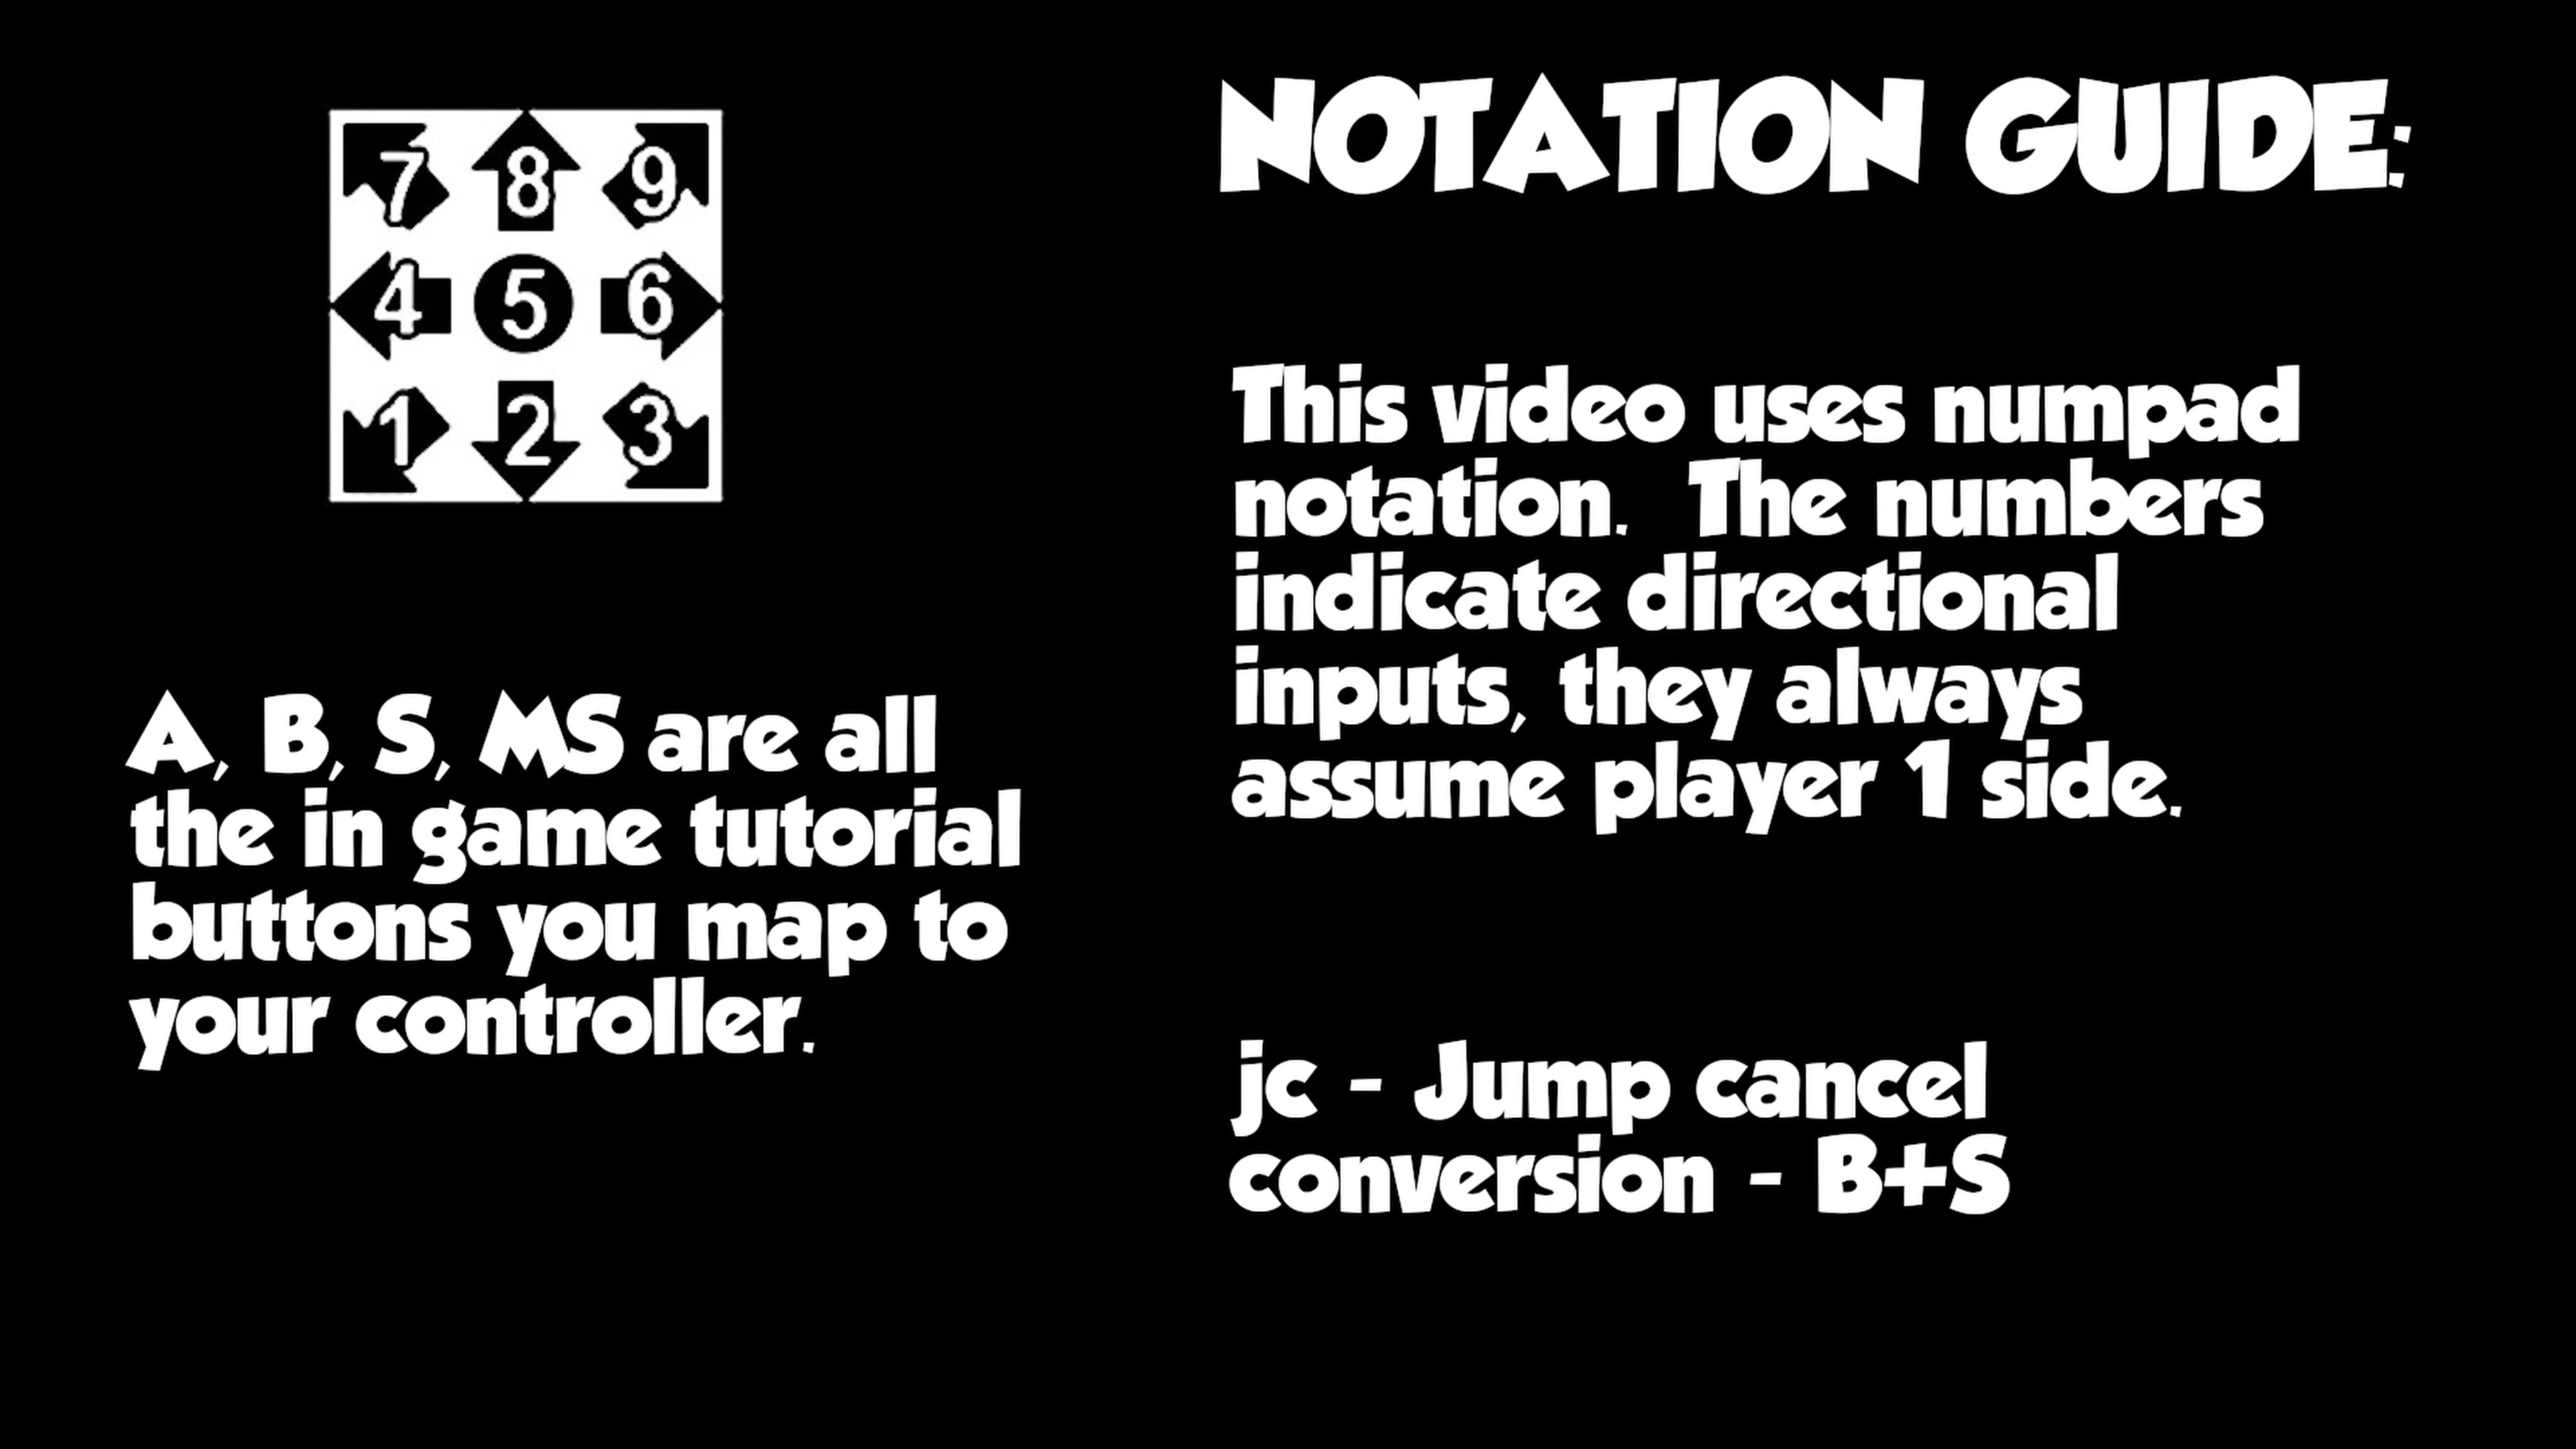 7 8 9
4 5 6
1 2 3
A, B, S, MS are all
the in game tutorial
buttons you map to
your controller.
NOTATION GUIDE:
This video uses numpad
notation.  The numbers
indicate directional
inputs, they always
assume player 1 side.
jc - Jump cancel
conversion - B+S